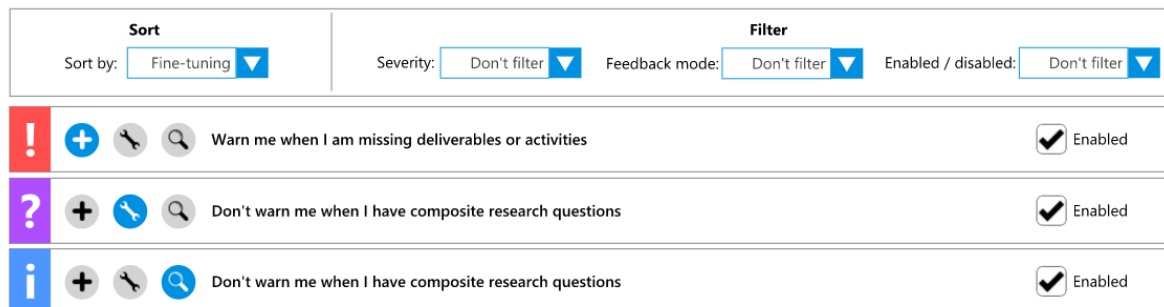 Sort
Filter
Sort by: Fine-tuning
Severity: Don't filter
Feedback mode: Don't filter
Enabled / disabled: Don't filter
! Warn me when I am missing deliverables or activities Enabled
? Don't warn me when I have composite research questions Enabled
i Don't warn me when I have composite research questions Enabled